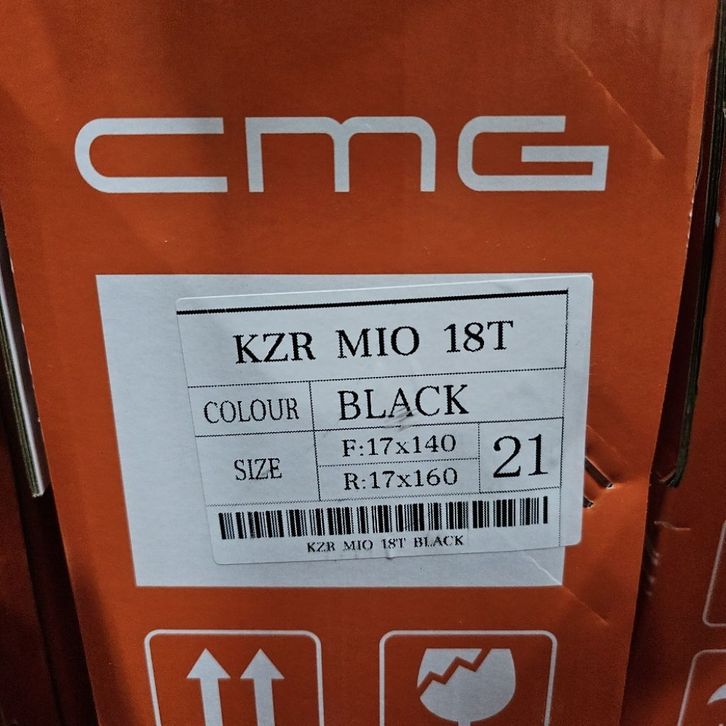 CMG
KZR MIO 18T
COLOUR BLACK
SIZE F:17x140 21
R:17x160
KZR MIO 18T BLACK